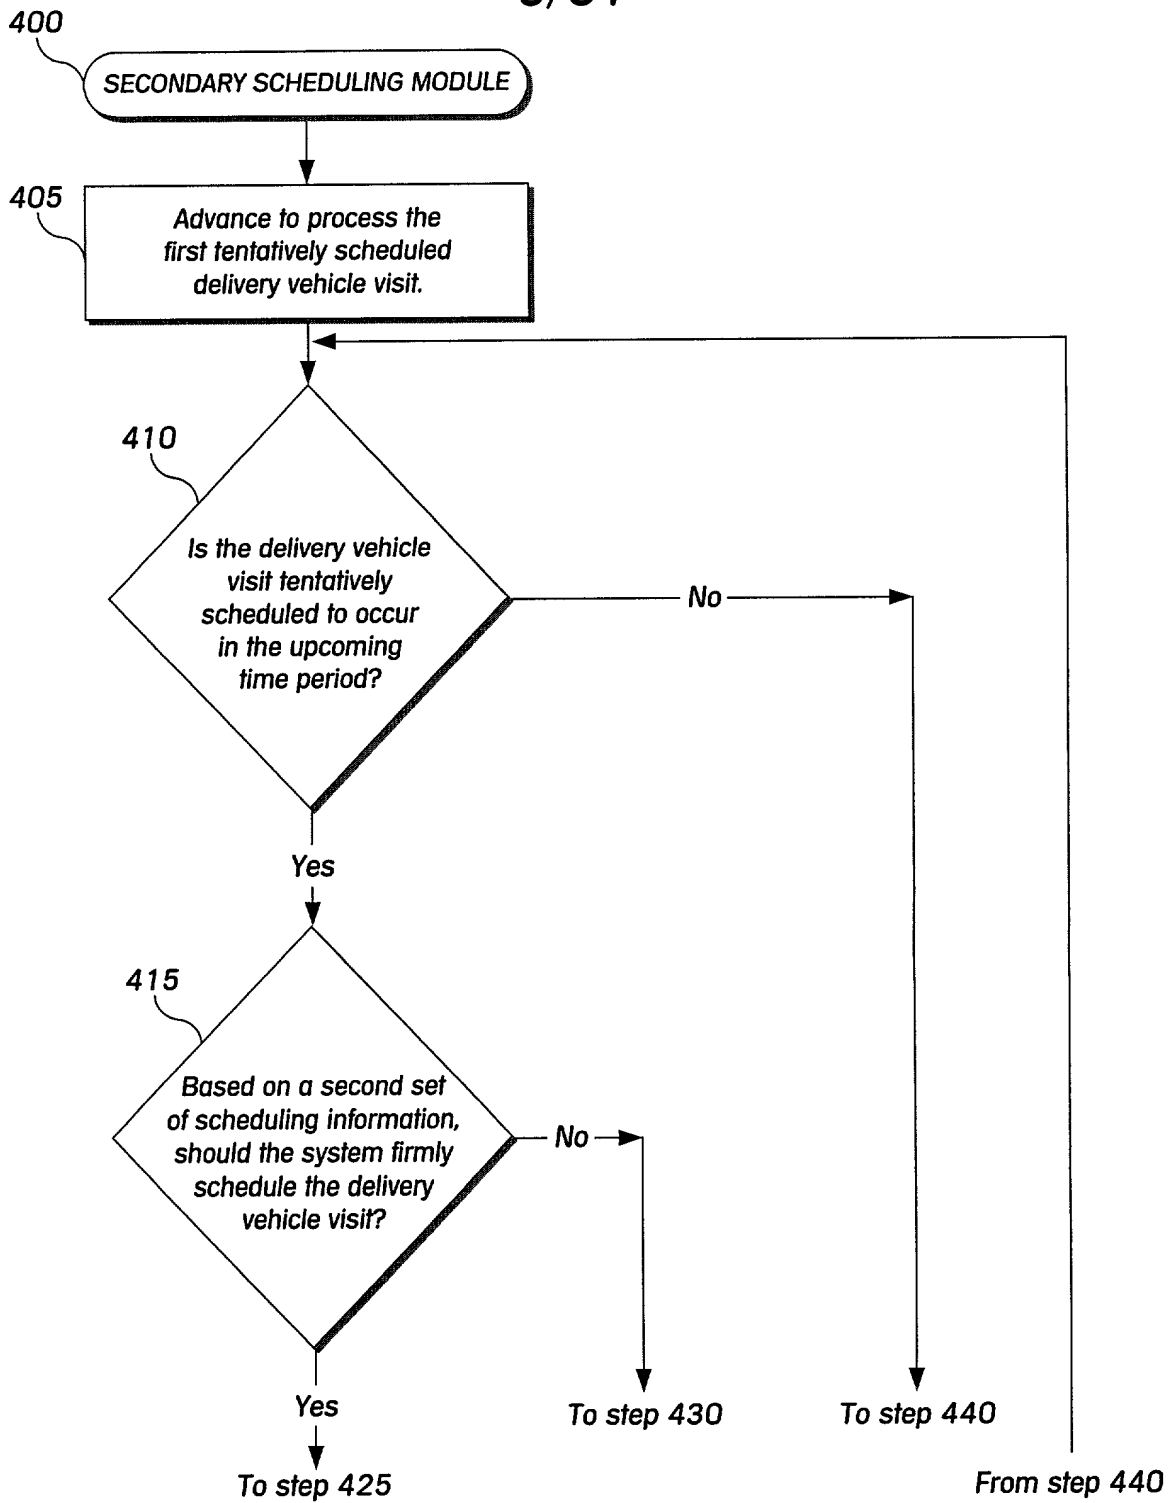 400
SECONDARY SCHEDULING MODULE
405
Advance to process the
first tentatively scheduled
delivery vehicle visit.
410
Is the delivery vehicle
visit tentatively
scheduled to occur
in the upcoming
time period?
No
Yes
415
Based on a second set
of scheduling information,
should the system firmly
schedule the delivery
vehicle visit?
No
Yes
To step 430
To step 440
To step 425
From step 440